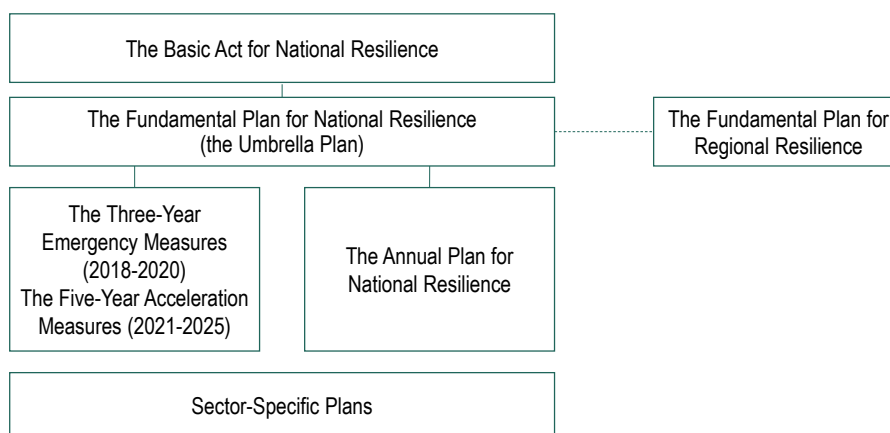 The Basic Act for National Resilience
The Fundamental Plan for National Resilience
(the Umbrella Plan)
The Fundamental Plan for
Regional Resilience
The Three-Year
Emergency Measures
(2018-2020)
The Five-Year Acceleration
Measures (2021-2025)
The Annual Plan for
National Resilience
Sector-Specific Plans